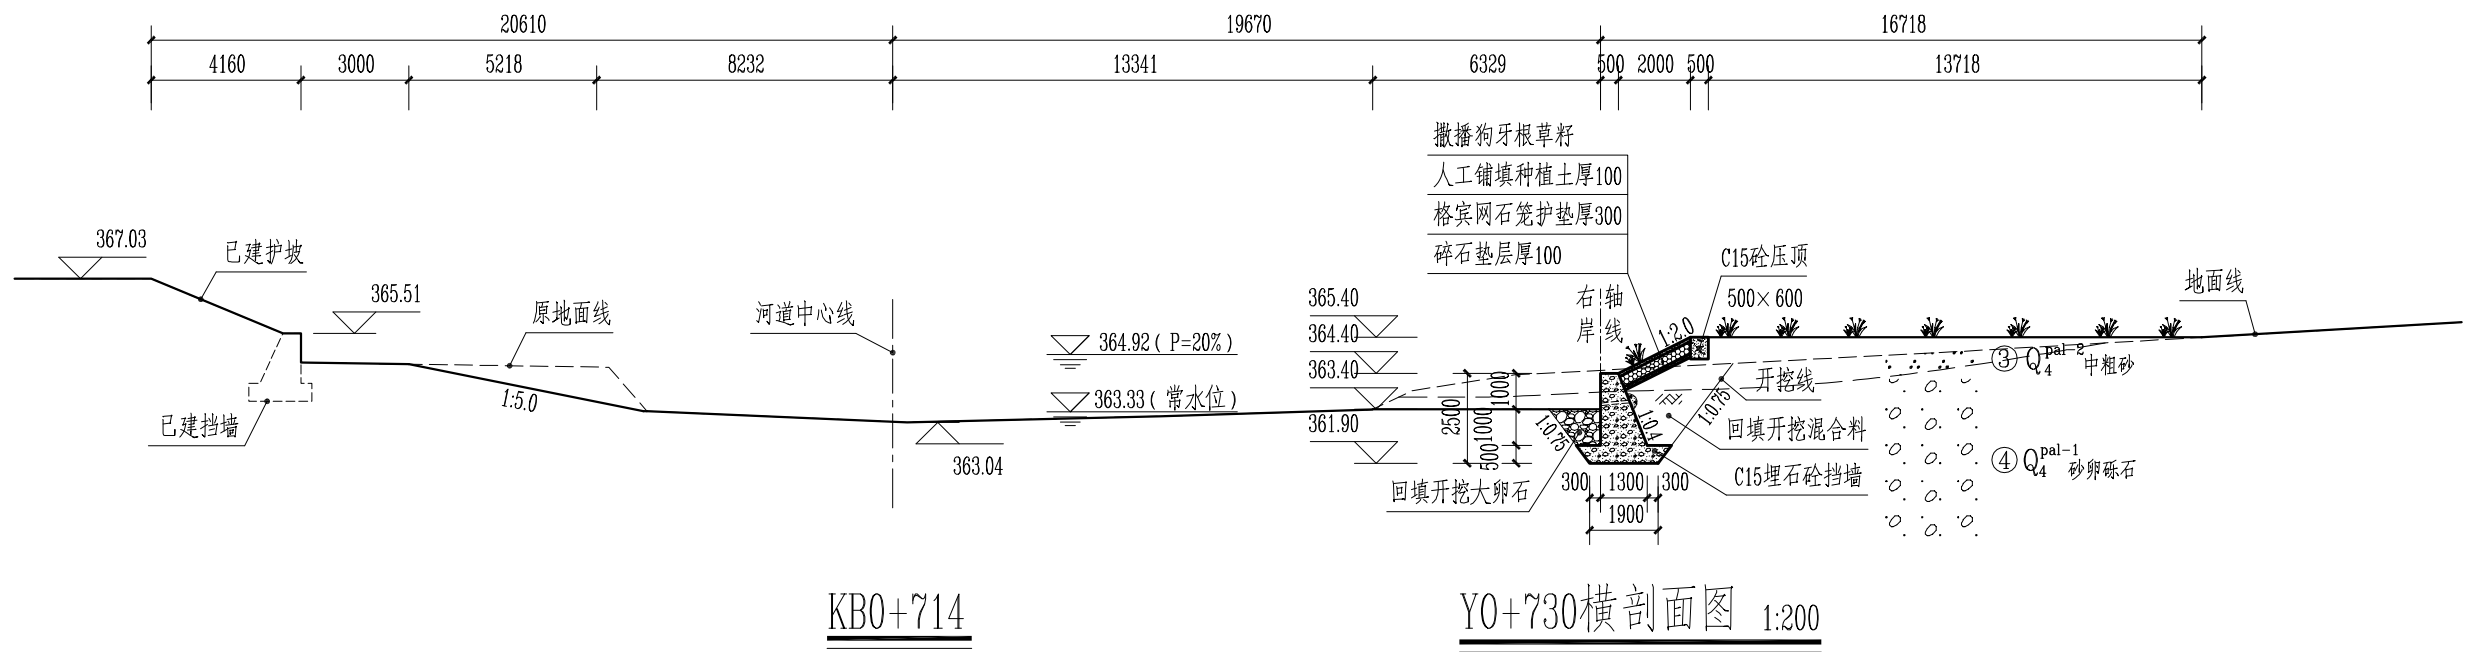 20610
19670
16718
4160
3000
5218
8232
13341
6329
500
2000
500
13718
撒播狗牙根草籽
人工铺填种植土厚100
格宾网石笼护垫厚300
碎石垫层厚100
367.03
已建护坡
365.51
原地面线
河道中心线
364.92( P=20%)
363.33( 常水位)
365.40
364.40
363.40
361.90
右 轴
岸 线
1:2.0
C15砼压顶
500×600
地面线
③ Q4 pal-2 中粗砂
开挖线
1:0.75
1:5.0
已建挡墙
363.04
2500
1000
1000
500
1:0.75
1:0.4
回填开挖混合料
④ Q4 pal-1 砂卵砾石
C15埋石砼挡墙
回填开挖大卵石
300
1300
300
1900
KB0+714
Y0+730横剖面图 1:200